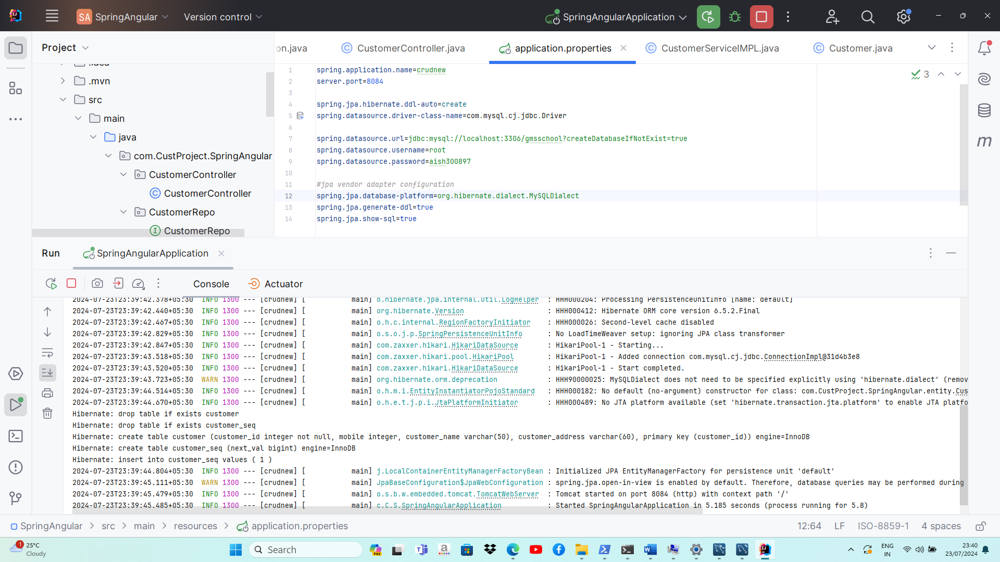 SA SpringAngular
Version control
SpringAngularApplication
Project
on.java
CustomerController.java
application.properties
CustomerServiceIMPL.java
Customer.java
.idea
.mvn
src
main
java
com.CustProject.SpringAngular
CustomerController
CustomerController
CustomerRepo
CustomerRepo
3
1 spring.application.name=crudnew
2 server.port=8084
3
4 spring.jpa.hibernate.ddl-auto=create
5 spring.datasource.driver-class-name=com.mysql.cj.jdbc.Driver
6
7 spring.datasource.url=jdbc:mysql://localhost:3306/gmsschool?createDatabaseIfNotExist=true
8 spring.datasource.username=root
9 spring.datasource.password=aish300897
10
11 #jpa vendor adapter configuration
12 spring.jpa.database-platform=org.hibernate.dialect.MySQLDialect
13 spring.jpa.generate-ddl=true
14 spring.jpa.show-sql=true
m
Run
SpringAngularApplication
Console
Actuator
2024-07-23T23:39:42.378+05:30  INFO 1300 --- [crudnew] [           main] o.hibernate.jpa.internal.util.LogHelper  : HHH000204: Processing PersistenceUnitInfo [name: default]
2024-07-23T23:39:42.440+05:30  INFO 1300 --- [crudnew] [           main] org.hibernate.Version                    : HHH000412: Hibernate ORM core version 6.5.2.Final
2024-07-23T23:39:42.467+05:30  INFO 1300 --- [crudnew] [           main] o.h.c.internal.RegionFactoryInitiator    : HHH000026: Second-level cache disabled
2024-07-23T23:39:42.829+05:30  INFO 1300 --- [crudnew] [           main] o.s.o.j.p.SpringPersistenceUnitInfo      : No LoadTimeWeaver setup: ignoring JPA class transformer
2024-07-23T23:39:42.847+05:30  INFO 1300 --- [crudnew] [           main] com.zaxxer.hikari.HikariDataSource       : HikariPool-1 - Starting...
2024-07-23T23:39:43.518+05:30  INFO 1300 --- [crudnew] [           main] com.zaxxer.hikari.pool.HikariPool        : HikariPool-1 - Added connection com.mysql.cj.jdbc.ConnectionImpl@31d4b3e8
2024-07-23T23:39:43.520+05:30  INFO 1300 --- [crudnew] [           main] com.zaxxer.hikari.HikariDataSource       : HikariPool-1 - Start completed.
2024-07-23T23:39:43.723+05:30  WARN 1300 --- [crudnew] [           main] org.hibernate.orm.deprecation            : HHH90000025: MySQLDialect does not need to be specified explicitly using 'hibernate.dialect' (remov
2024-07-23T23:39:44.514+05:30  INFO 1300 --- [crudnew] [           main] o.h.m.i.EntityInstantiatorPojoStandard   : HHH000182: No default (no-argument) constructor for class: com.CustProject.SpringAngular.entity.Cus
2024-07-23T23:39:44.670+05:30  INFO 1300 --- [crudnew] [           main] o.h.e.t.j.p.i.JtaPlatformInitiator       : HHH000489: No JTA platform available (set 'hibernate.transaction.jta.platform' to enable JTA platfo
Hibernate: drop table if exists customer
Hibernate: drop table if exists customer_seq
Hibernate: create table customer (customer_id integer not null, mobile integer, customer_name varchar(50), customer_address varchar(60), primary key (customer_id)) engine=InnoDB
Hibernate: create table customer_seq (next_val bigint) engine=InnoDB
Hibernate: insert into customer_seq values ( 1 )
2024-07-23T23:39:44.804+05:30  INFO 1300 --- [crudnew] [           main] j.LocalContainerEntityManagerFactoryBean : Initialized JPA EntityManagerFactory for persistence unit 'default'
2024-07-23T23:39:45.111+05:30  WARN 1300 --- [crudnew] [           main] JpaBaseConfiguration$JpaWebConfiguration : spring.jpa.open-in-view is enabled by default. Therefore, database queries may be performed during
2024-07-23T23:39:45.479+05:30  INFO 1300 --- [crudnew] [           main] o.s.b.w.embedded.tomcat.TomcatWebServer  : Tomcat started on port 8084 (http) with context path '/'
2024-07-23T23:39:45.485+05:30  INFO 1300 --- [crudnew] [           main] c.C.S.SpringAngularApplication           : Started SpringAngularApplication in 5.185 seconds (process running for 5.8)
SpringAngular > src > main > resources > application.properties
12:64 LF ISO-8859-1 4 spaces
1
25°C
Cloudy
Search
PRE
ENG
IN
23:40
23/07/2024